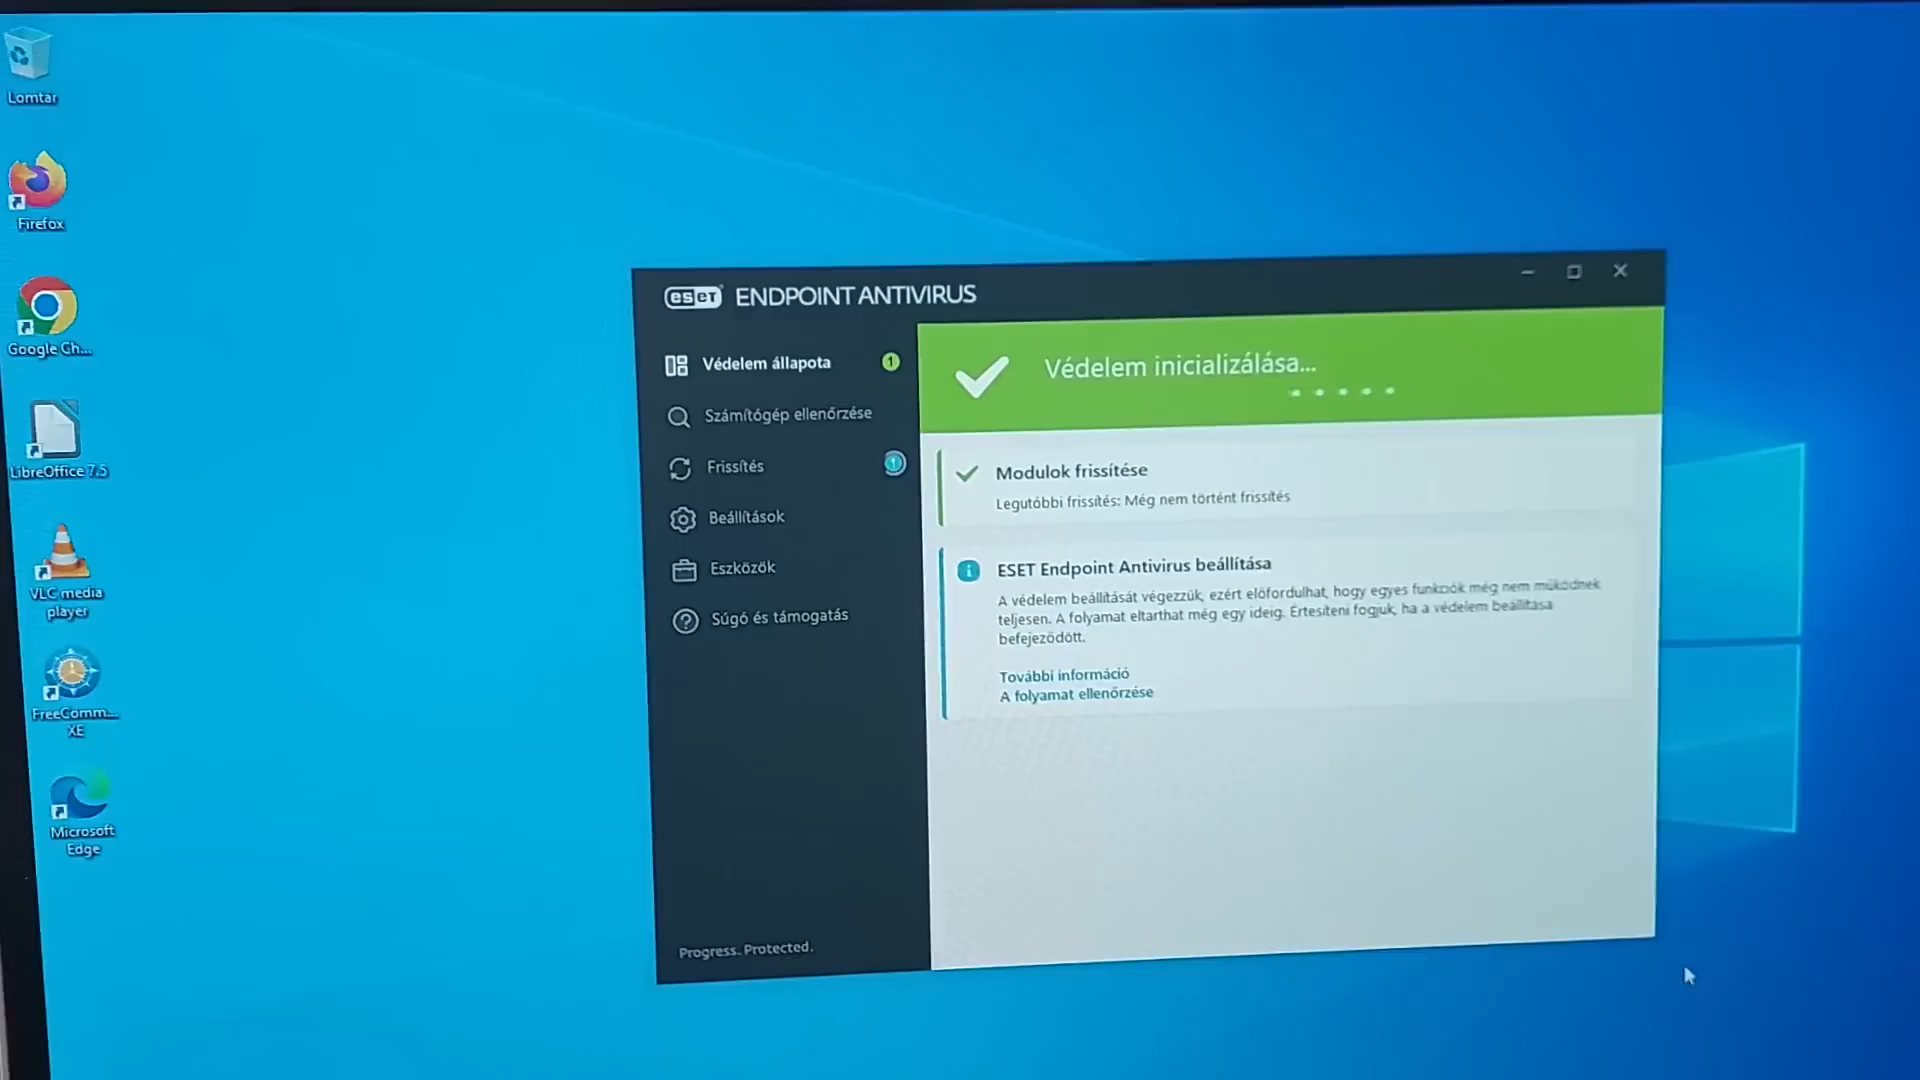 Lomtár
Firefox
Google Ch...
LibreOffice 7.5
VLC media
player
FreeComm...
XE
Microsoft
Edge
eset ENDPOINT ANTIVIRUS
Védelem állapota 1
Számítógép ellenőrzése
Frissítés
Beállítások
Eszközök
Súgó és támogatás
Progress. Protected.
Védelem inicializálása...
Modulok frissítése
Legutóbbi frissítés: Még nem történt frissítés
ESET Endpoint Antivirus beállítása
A védelem beállítását végezzük, ezért előfordulhat, hogy egyes funkciók még nem működnek
teljesen. A folyamat eltarthat még egy ideig. Értesíteni fogjuk, ha a védelem beállítása
befejeződött.
További információ
A folyamat ellenőrzése